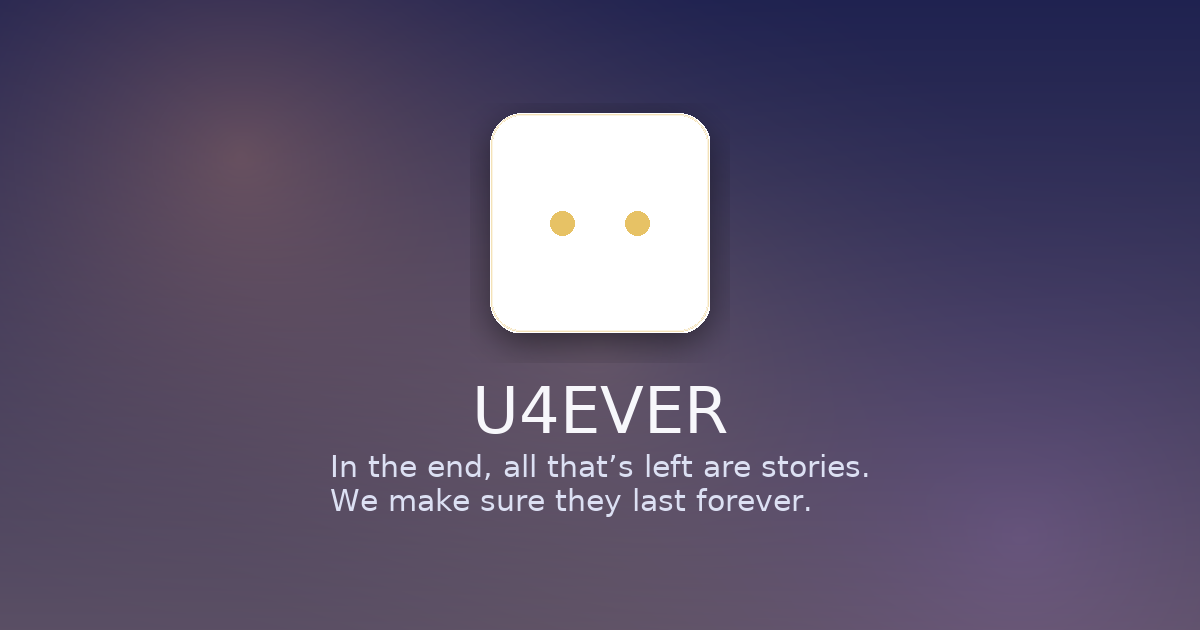 U4EVER
In the end, all that’s left are stories.
We make sure they last forever.